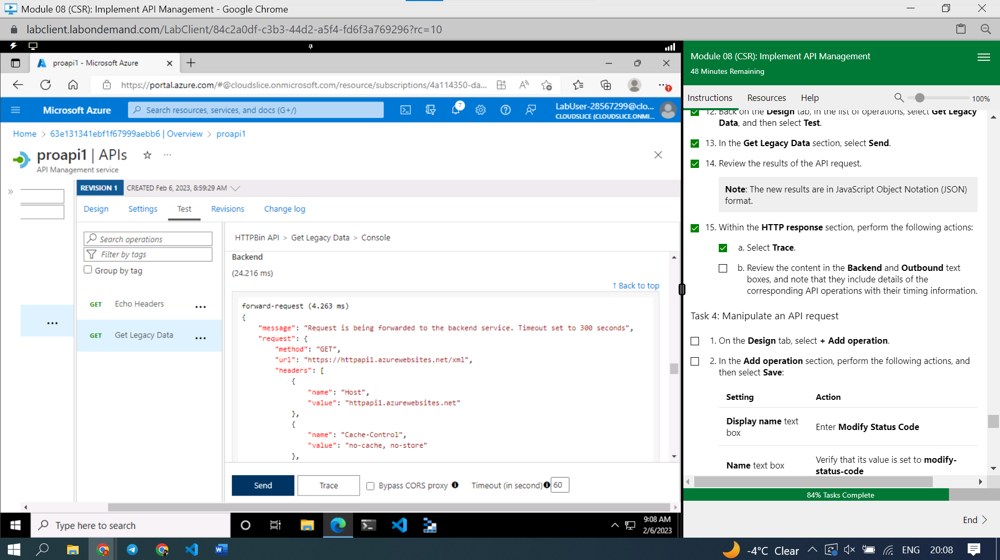 Module 08 (CSR): Implement API Management - Google Chrome
labclient.labondemand.com/LabClient/84c2a0df-c3b3-44d2-a5f4-fd6f3a769296?rc=10
proapi1 - Microsoft Azure
https://portal.azure.com/#@cloudslice.onmicrosoft.com/resource/subscriptions/4a114350-da...
Microsoft Azure
Search resources, services, and docs (G+/)
7
LabUser-28567299@clo...
CLOUDSLICE (CLOUDSLICE.ONMI...
Home > 63e131341ebf1f67999aebb6 | Overview > proapi1
proapi1 | APIs
API Management service
REVISION 1
CREATED Feb 6, 2023, 8:59:29 AM
Design
Settings
Test
Revisions
Change log
Search operations
Filter by tags
Group by tag
GET Echo Headers ...
GET Get Legacy Data ...
HTTPBin API > Get Legacy Data > Console
Backend
(24.216 ms)
↑ Back to top
forward-request (4.263 ms)
{
"message": "Request is being forwarded to the backend service. Timeout set to 300 seconds",
"request": {
"method": "GET",
"url": "https://httpapi1.azurewebsites.net/xml",
"headers": [
{
"name": "Host",
"value": "httpapi1.azurewebsites.net"
},
{
"name": "Cache-Control",
"value": "no-cache, no-store"
},
Send
Trace
Bypass CORS proxy
Timeout (in second)
60
Type here to search
9:08 AM
2/6/2023
Module 08 (CSR): Implement API Management
48 Minutes Remaining
Instructions
Resources
Help
100%
12. Back on the Design tab, in the list of operations, select Get Legacy
Data, and then select Test.
13. In the Get Legacy Data section, select Send.
14. Review the results of the API request.
Note: The new results are in JavaScript Object Notation (JSON)
format.
15. Within the HTTP response section, perform the following actions:
a. Select Trace.
b. Review the content in the Backend and Outbound text
boxes, and note that they include details of the
corresponding API operations with their timing information.
Task 4: Manipulate an API request
1. On the Design tab, select + Add operation.
2. In the Add operation section, perform the following actions, and
then select Save:
Setting Action
Display name text
box
Enter Modify Status Code
Name text box
Verify that its value is set to modify-
status-code
84% Tasks Complete
End
-4°C Clear
ENG
20:08